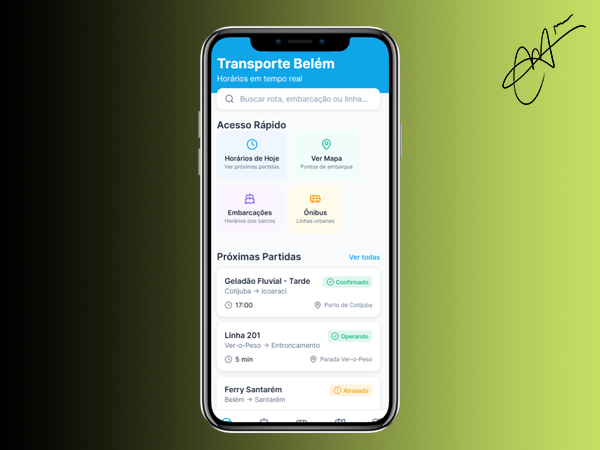 Transporte Belém
Horários em tempo real
Buscar rota, embarcação ou linha...
Acesso Rápido
Horários de Hoje
Ver próximas partidas
Ver Mapa
Pontos de embarque
Embarcações
Horários dos barcos
Ônibus
Linhas urbanas
Próximas Partidas
Ver todas
Geladão Fluvial - Tarde
Confirmado
Cotijuba → Icoaraci
17:00
Porto de Cotijuba
Linha 201
Operando
Ver-o-Peso → Entroncamento
5 min
Parada Ver-o-Peso
Ferry Santarém
Atrasado
Belém → Santarém